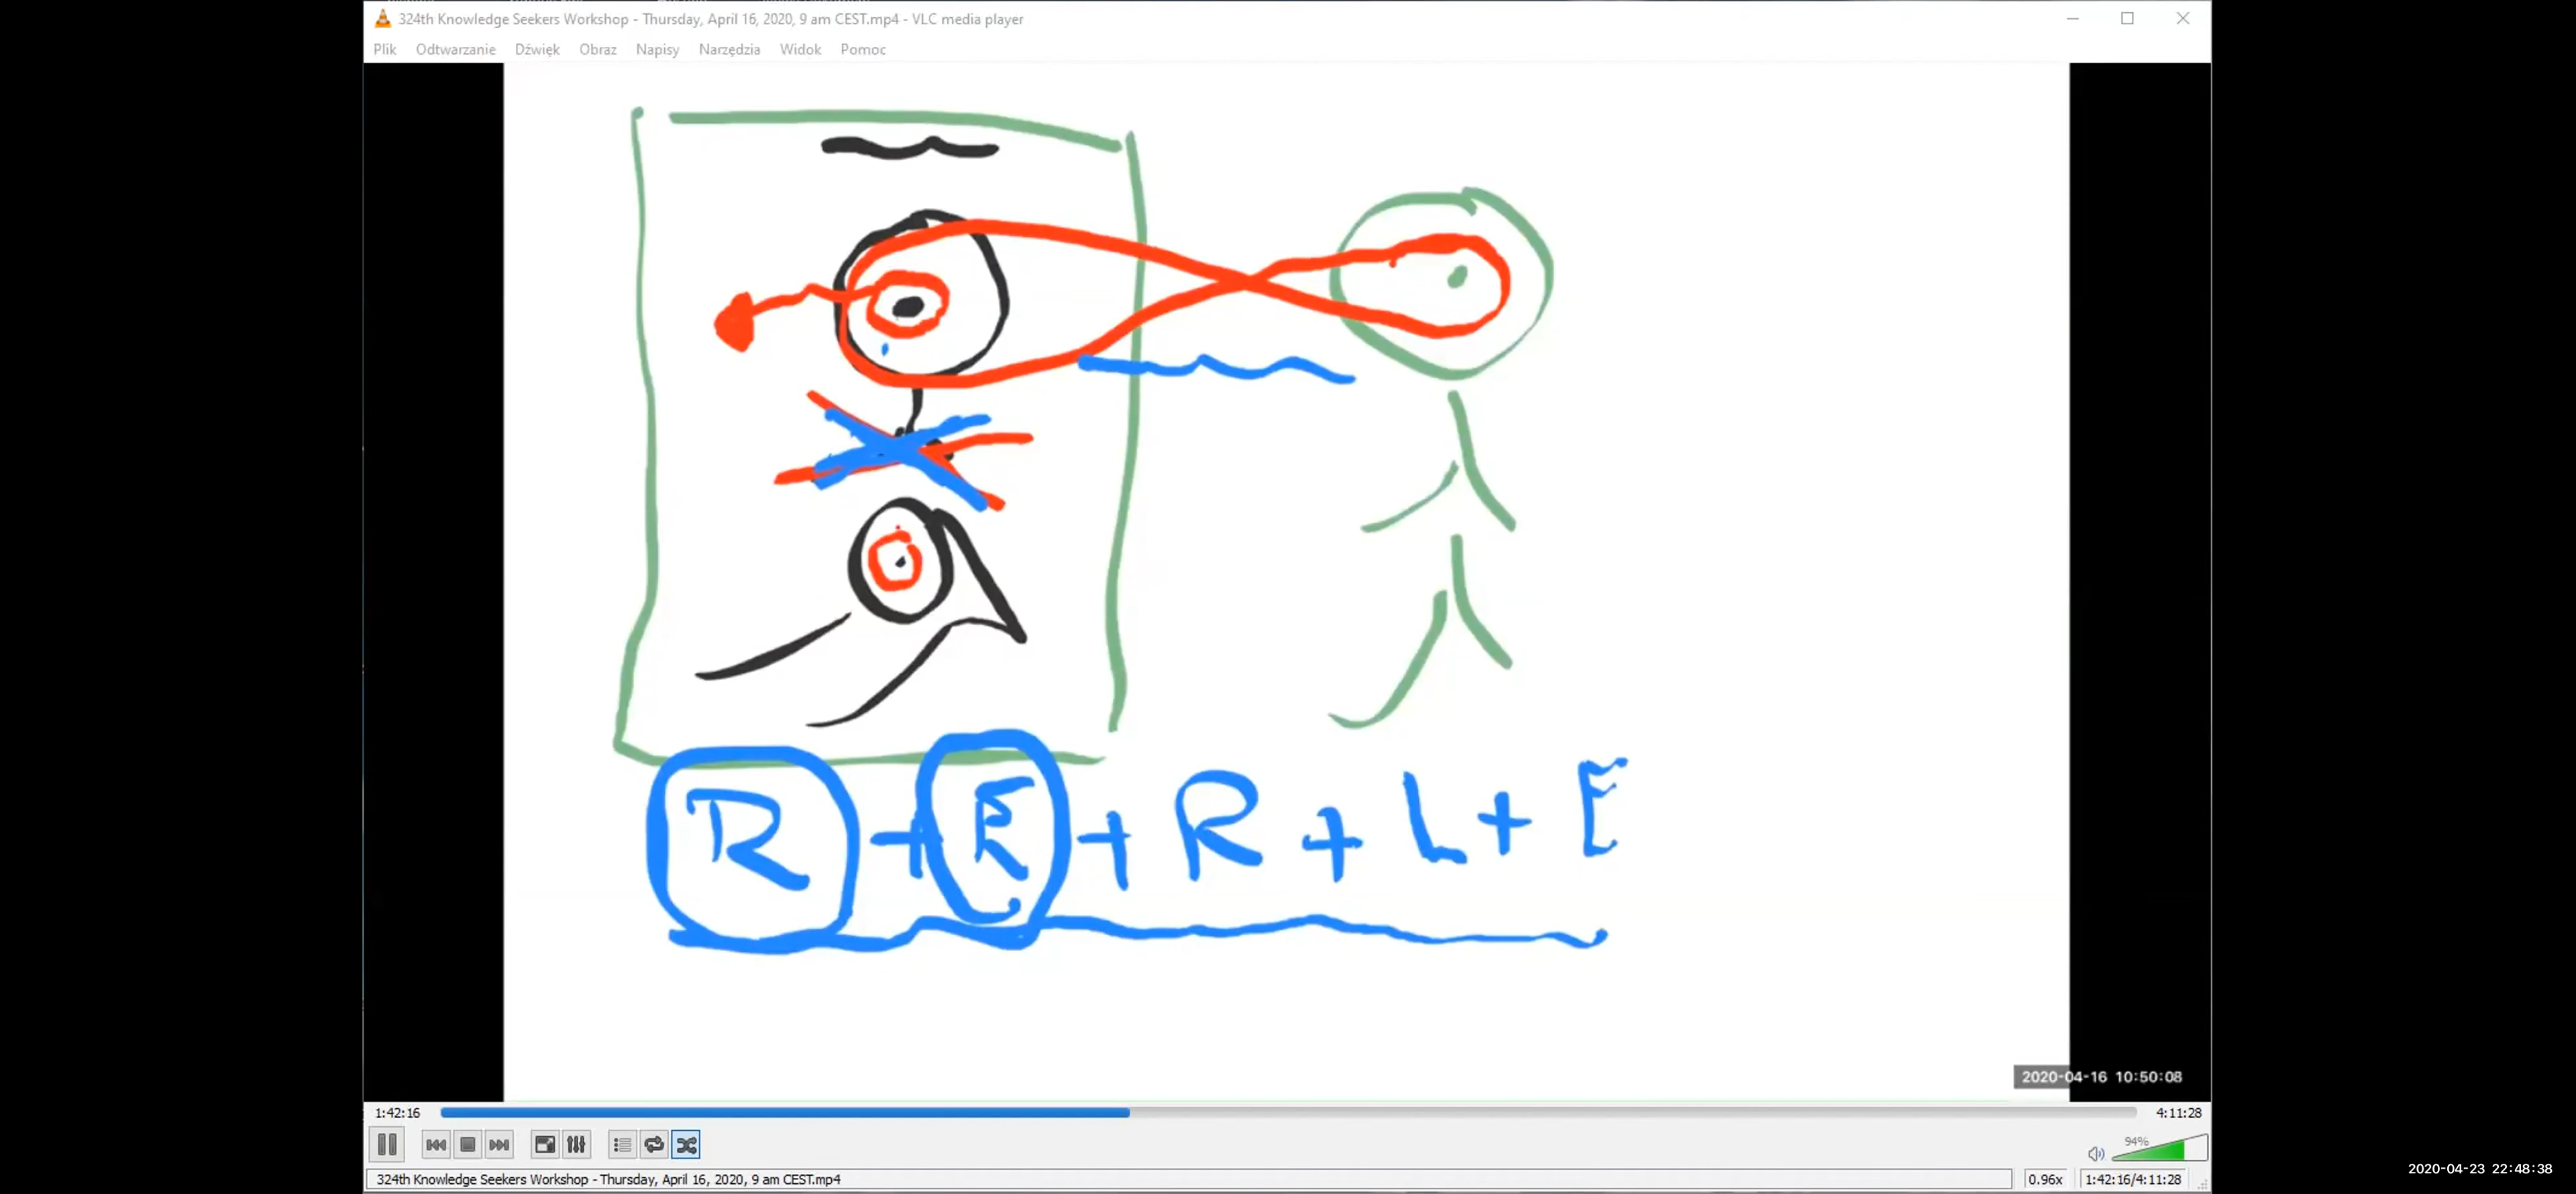 324th Knowledge Seekers Workshop - Thursday, April 16, 2020, 9 am CEST.mp4 - VLC media player
Plik Odtwarzanie Dźwięk Obraz Napisy Narzędzia Widok Pomoc
R + E + R + L + E
2020-04-16 10:50:08
1:42:16 4:11:28
94%
324th Knowledge Seekers Workshop - Thursday, April 16, 2020, 9 am CEST.mp4 0.96x 1:42:16/4:11:28
2020-04-23 22:48:38